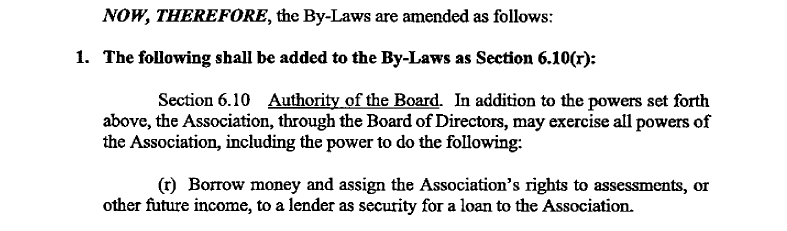 NOW, THEREFORE, the By-Laws are amended as follows:
1. The following shall be added to the By-Laws as Section 6.10(r):
Section 6.10 Authority of the Board. In addition to the powers set forth
above, the Association, through the Board of Directors, may exercise all powers of
the Association, including the power to do the following:
(r) Borrow money and assign the Association's rights to assessments, or
other future income, to a lender as security for a loan to the Association.